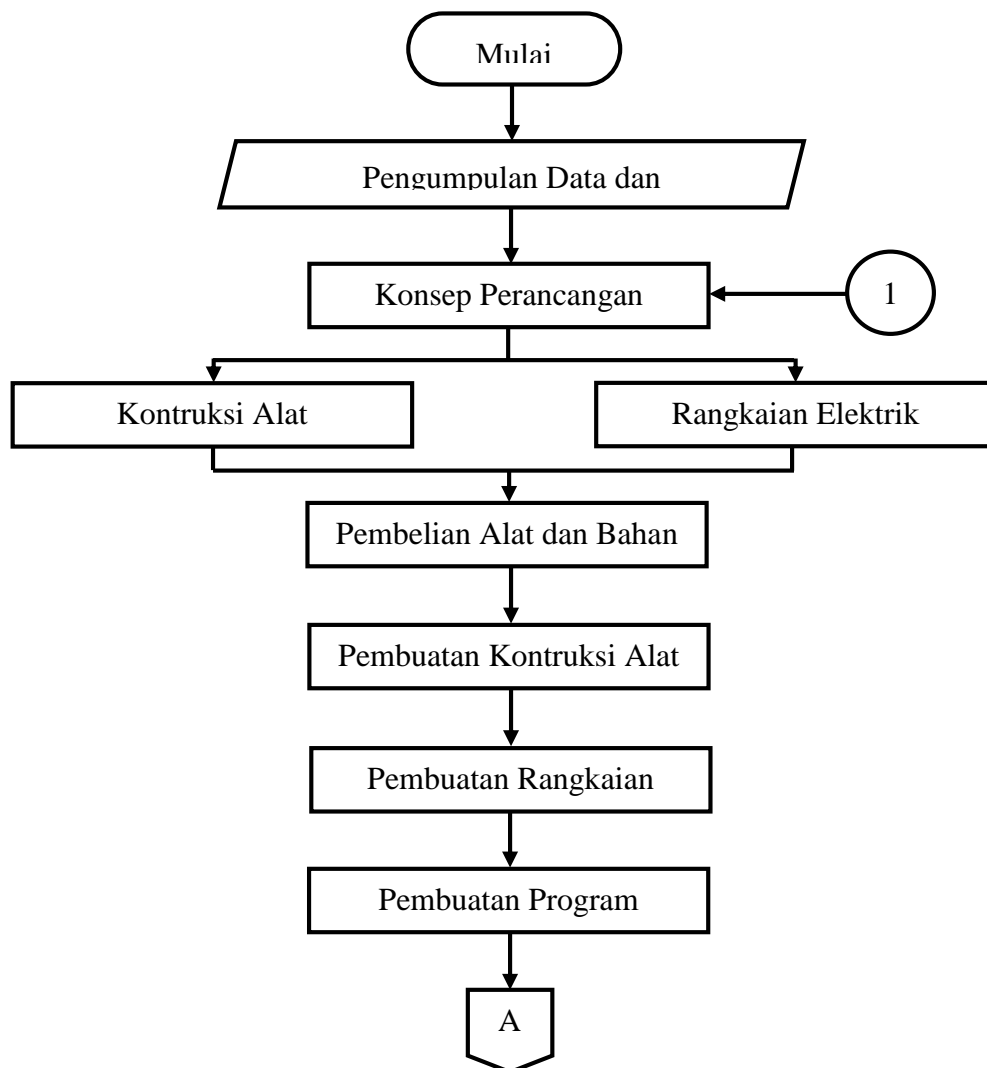 Mulai
Pengumpulan Data dan
Konsep Perancangan
1
Kontruksi Alat
Rangkaian Elektrik
Pembelian Alat dan Bahan
Pembuatan Kontruksi Alat
Pembuatan Rangkaian
Pembuatan Program
A